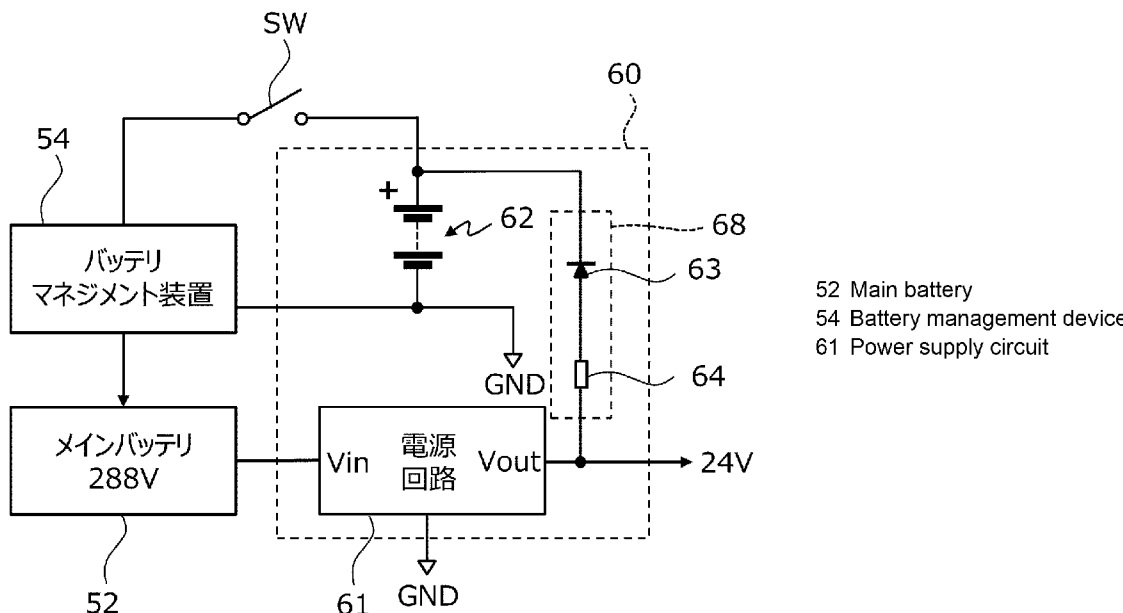 SW
60
54
+
62
68
バッテリ
マネジメント装置
63
GND
64
メインバッテリ
288V
Vin
電源
回路
Vout
24V
GND
52
61
52 Main battery
54 Battery management device
61 Power supply circuit